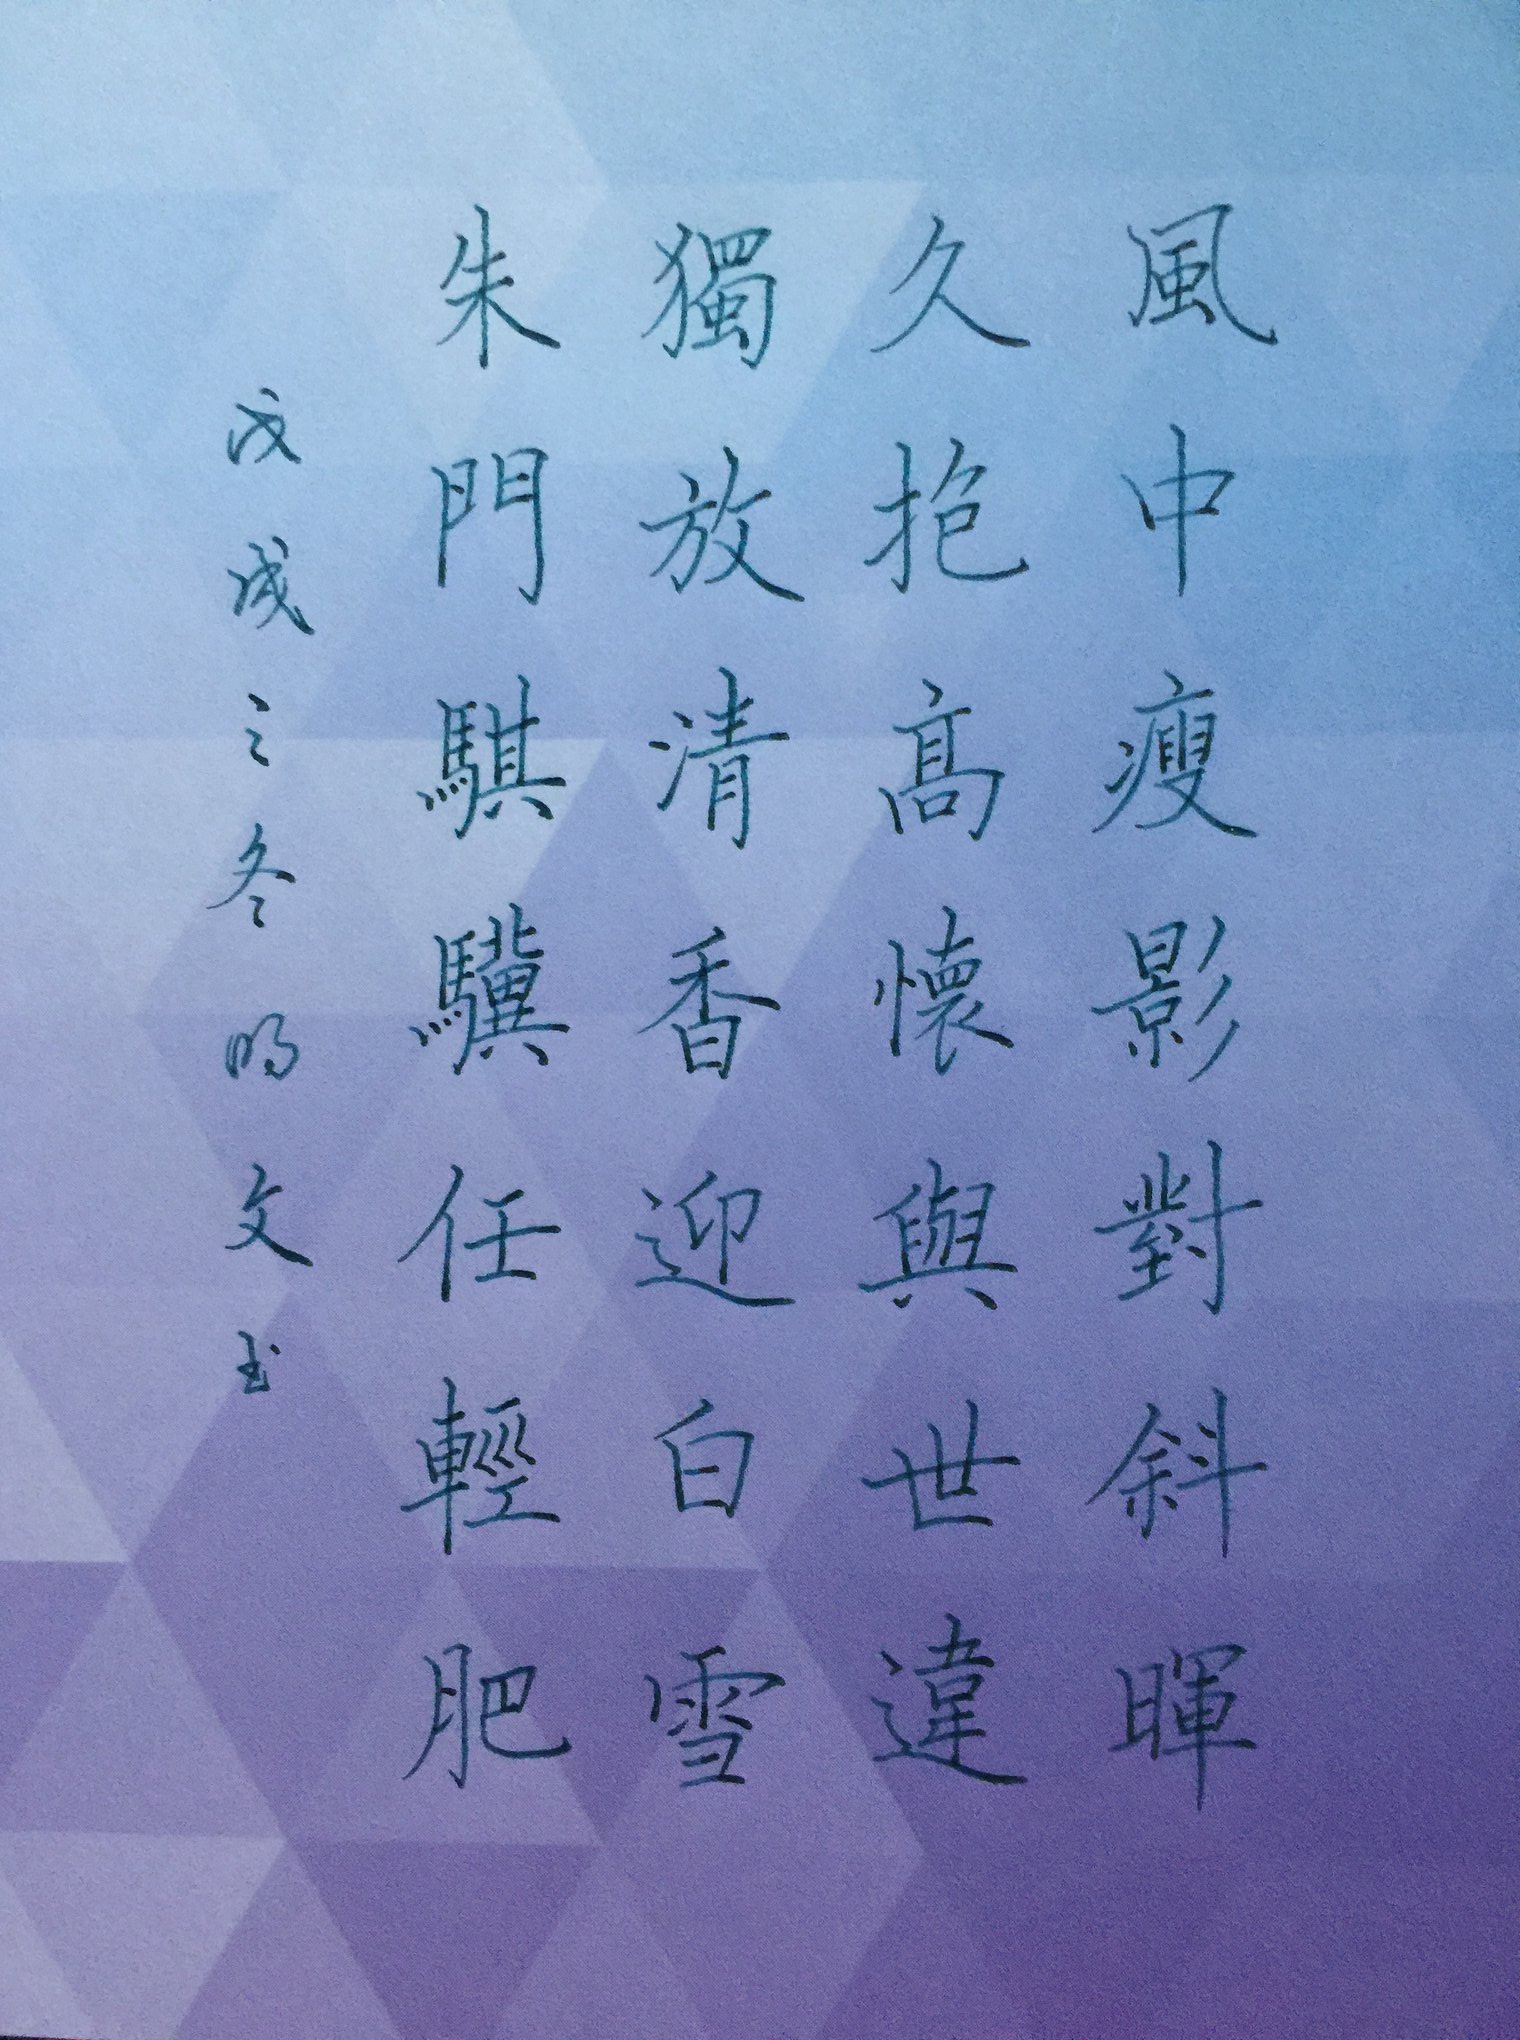 風中瘦影對斜暉
久抱高懷與世違
獨放清香迎白雪
朱門騏驥任輕肥
戊戌之冬明文书